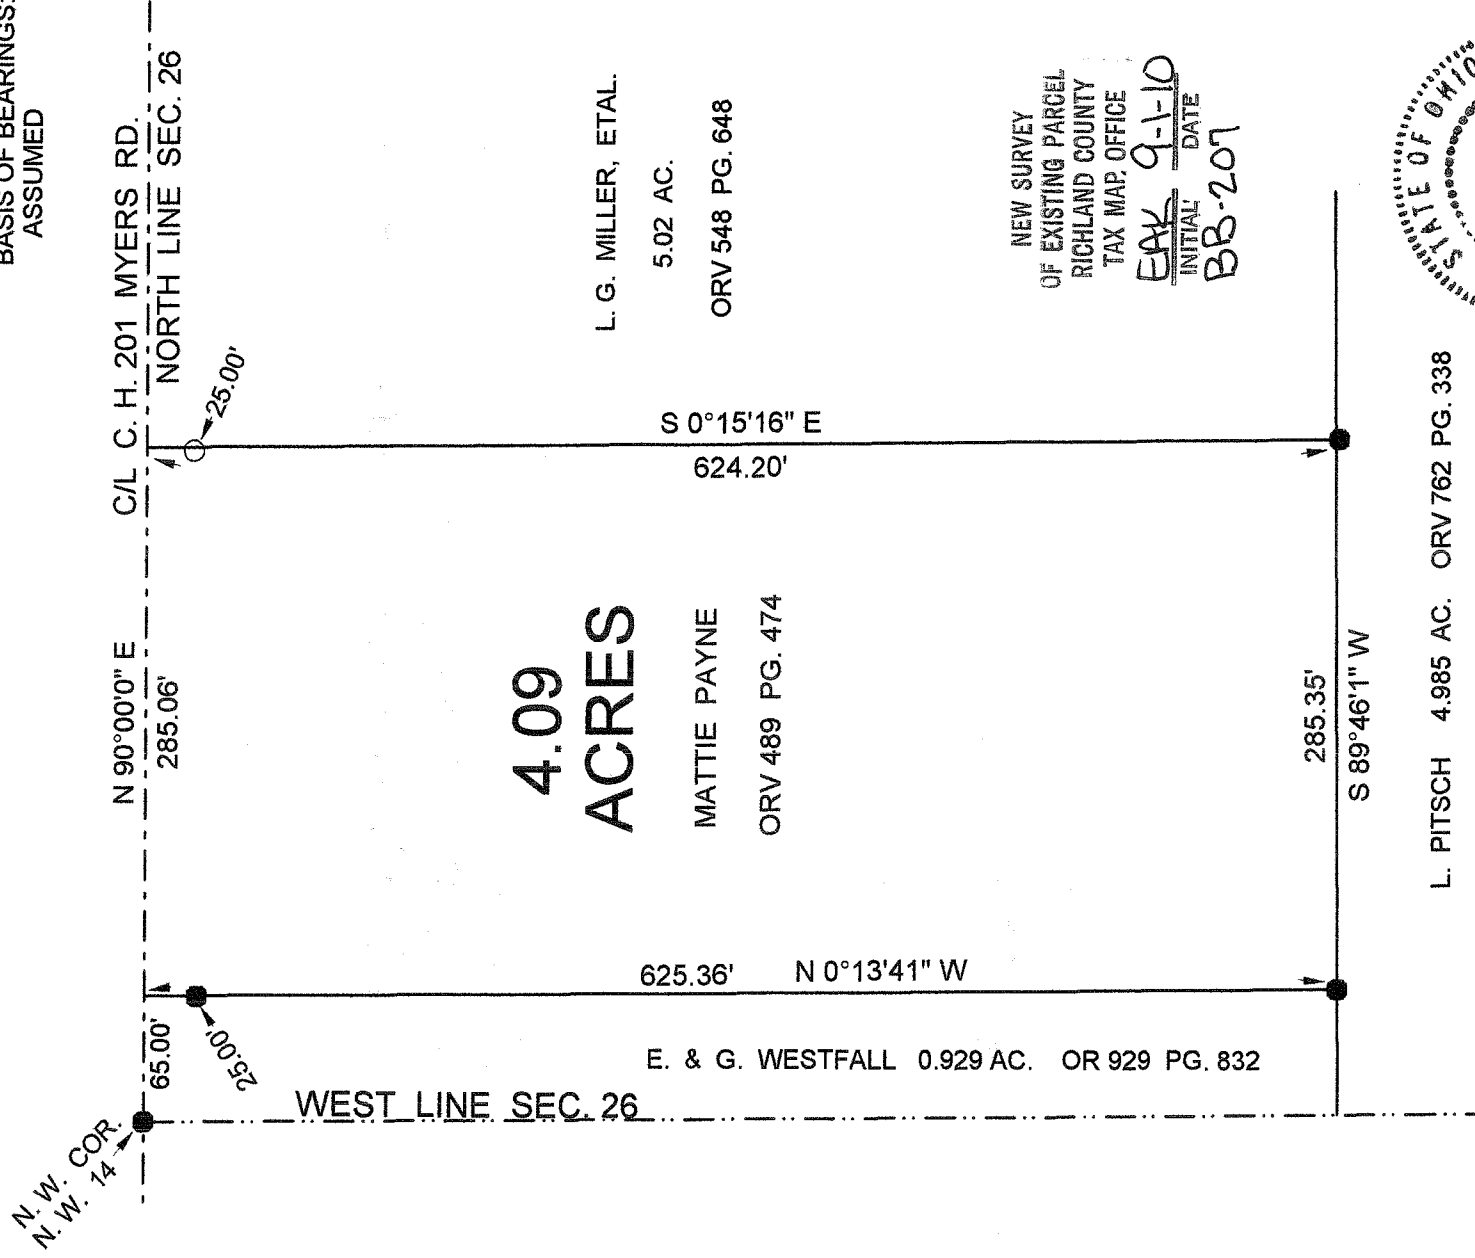 BASIS OF BEARINGS:
ASSUMED
C/L C. H. 201 MYERS RD.
NORTH LINE SEC. 26
N 90°00'0" E
285.06'
25.00'
L. G. MILLER, ETAL.
5.02 AC.
ORV 548 PG. 648
S 0°15'16" E
624.20'
4.09
ACRES
MATTIE PAYNE
ORV 489 PG. 474
NEW SURVEY
OF EXISTING PARCEL
RICHLAND COUNTY
TAX MAP OFFICE
EAK 9-1-10
INITIAL DATE
BB-207
STATE OF OHIO
285.35'
S 89°46'1" W
L. PITSCH 4.985 AC. ORV 762 PG. 338
625.36' N 0°13'41" W
65.00'
25.00'
E. & G. WESTFALL 0.929 AC. OR 929 PG. 832
WEST LINE SEC. 26
N. W. COR.
N. W. 14